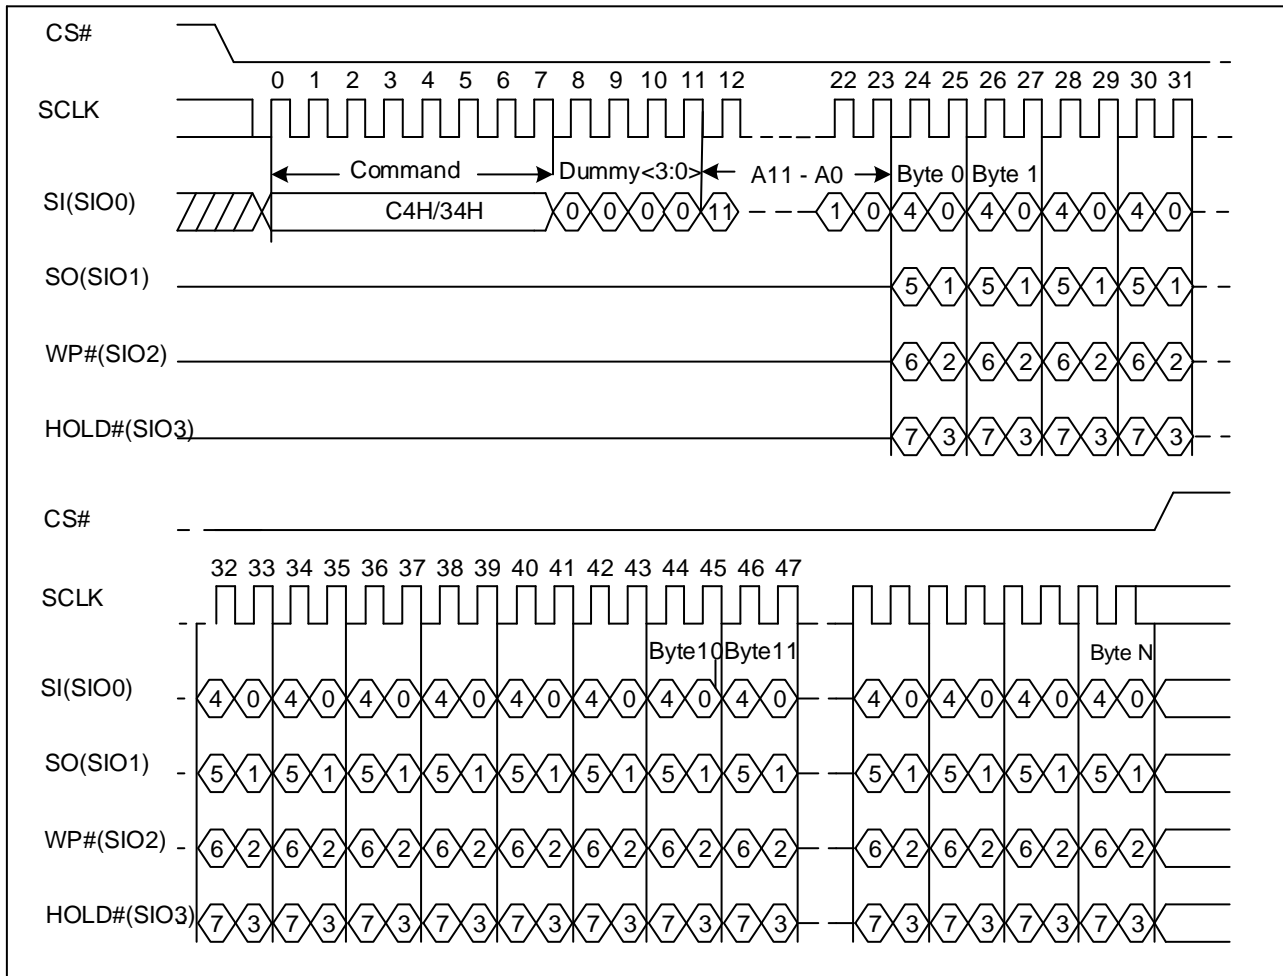 CS#
0 1 2 3 4 5 6 7 8 9 10 11 12 22 23 24 25 26 27 28 29 30 31
SCLK
Command Dummy<3:0> A11 - A0 Byte 0 Byte 1
SI(SIO0) C4H/34H 0 0 0 0 11 1 0 4 0 4 0 4 0 4 0
SO(SIO1) 5 1 5 1 5 1 5 1
WP#(SIO2) 6 2 6 2 6 2 6 2
HOLD#(SIO3) 7 3 7 3 7 3 7 3
CS#
32 33 34 35 36 37 38 39 40 41 42 43 44 45 46 47
SCLK
Byte10 Byte11 Byte N
SI(SIO0) 4 0 4 0 4 0 4 0 4 0 4 0 4 0 4 0 4 0 4 0 4 0 4 0
SO(SIO1) 5 1 5 1 5 1 5 1 5 1 5 1 5 1 5 1 5 1 5 1 5 1 5 1
WP#(SIO2) 6 2 6 2 6 2 6 2 6 2 6 2 6 2 6 2 6 2 6 2 6 2 6 2
HOLD#(SIO3) 7 3 7 3 7 3 7 3 7 3 7 3 7 3 7 3 7 3 7 3 7 3 7 3